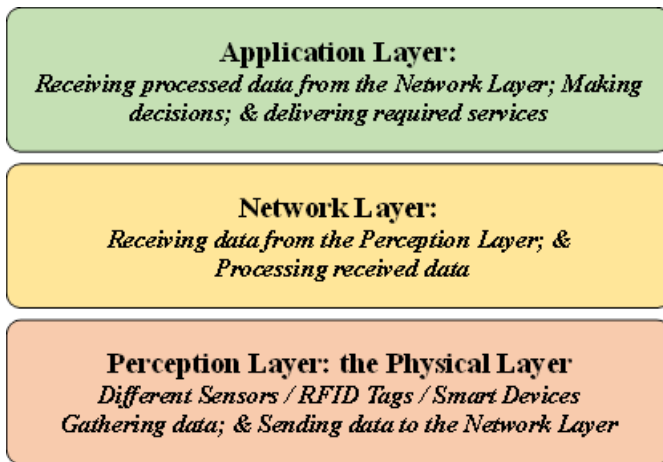 Application Layer:
Receiving processed data from the Network Layer; Making
decisions; & delivering required services
Network Layer:
Receiving data from the Perception Layer; &
Processing received data
Perception Layer: the Physical Layer
Different Sensors / RFID Tags / Smart Devices
Gathering data; & Sending data to the Network Layer